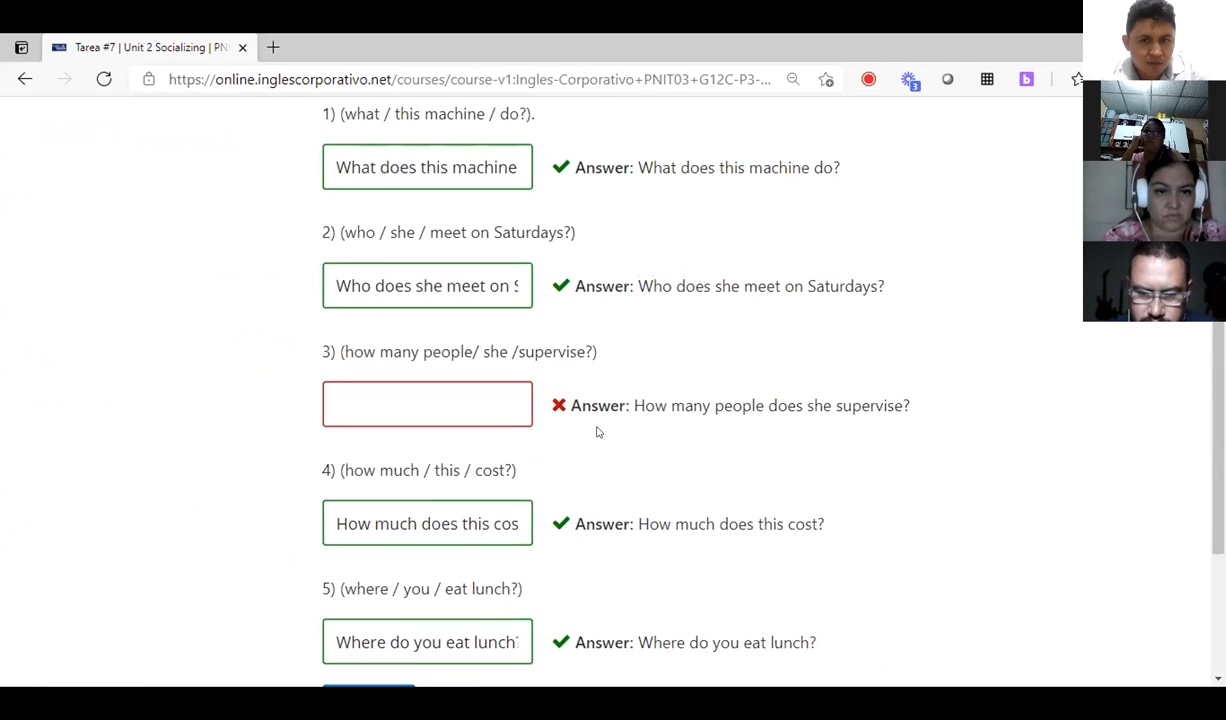 Tarea #7 | Unit 2 Socializing | PN
https://online.inglescorporativo.net/courses/course-v1:Ingles-Corporativo+PNIT03+G12C-P3-...
3
b
1) (what / this machine / do?).
What does this machine
Answer: What does this machine do?
2) (who / she / meet on Saturdays?)
Who does she meet on S
Answer: Who does she meet on Saturdays?
3) (how many people/ she /supervise?)
Answer: How many people does she supervise?
4) (how much / this / cost?)
How much does this cos
Answer: How much does this cost?
5) (where / you / eat lunch?)
Where do you eat lunch?
Answer: Where do you eat lunch?